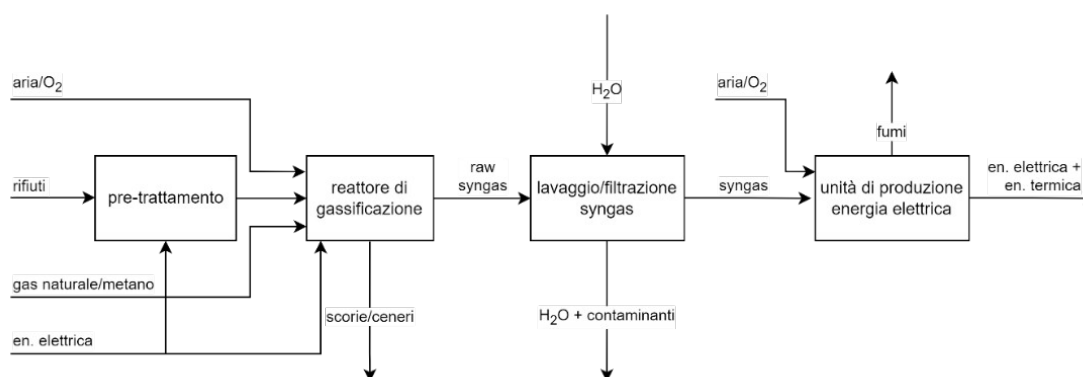 aria/O₂
H₂O
aria/O₂
fumi
rifiuti
pre-trattamento
reattore di
gassificazione
raw
syngas
lavaggio/filtrazione
syngas
syngas
unità di produzione
energia elettrica
en. elettrica +
en. termica
gas naturale/metano
scorie/ceneri
H₂O + contaminanti
en. elettrica